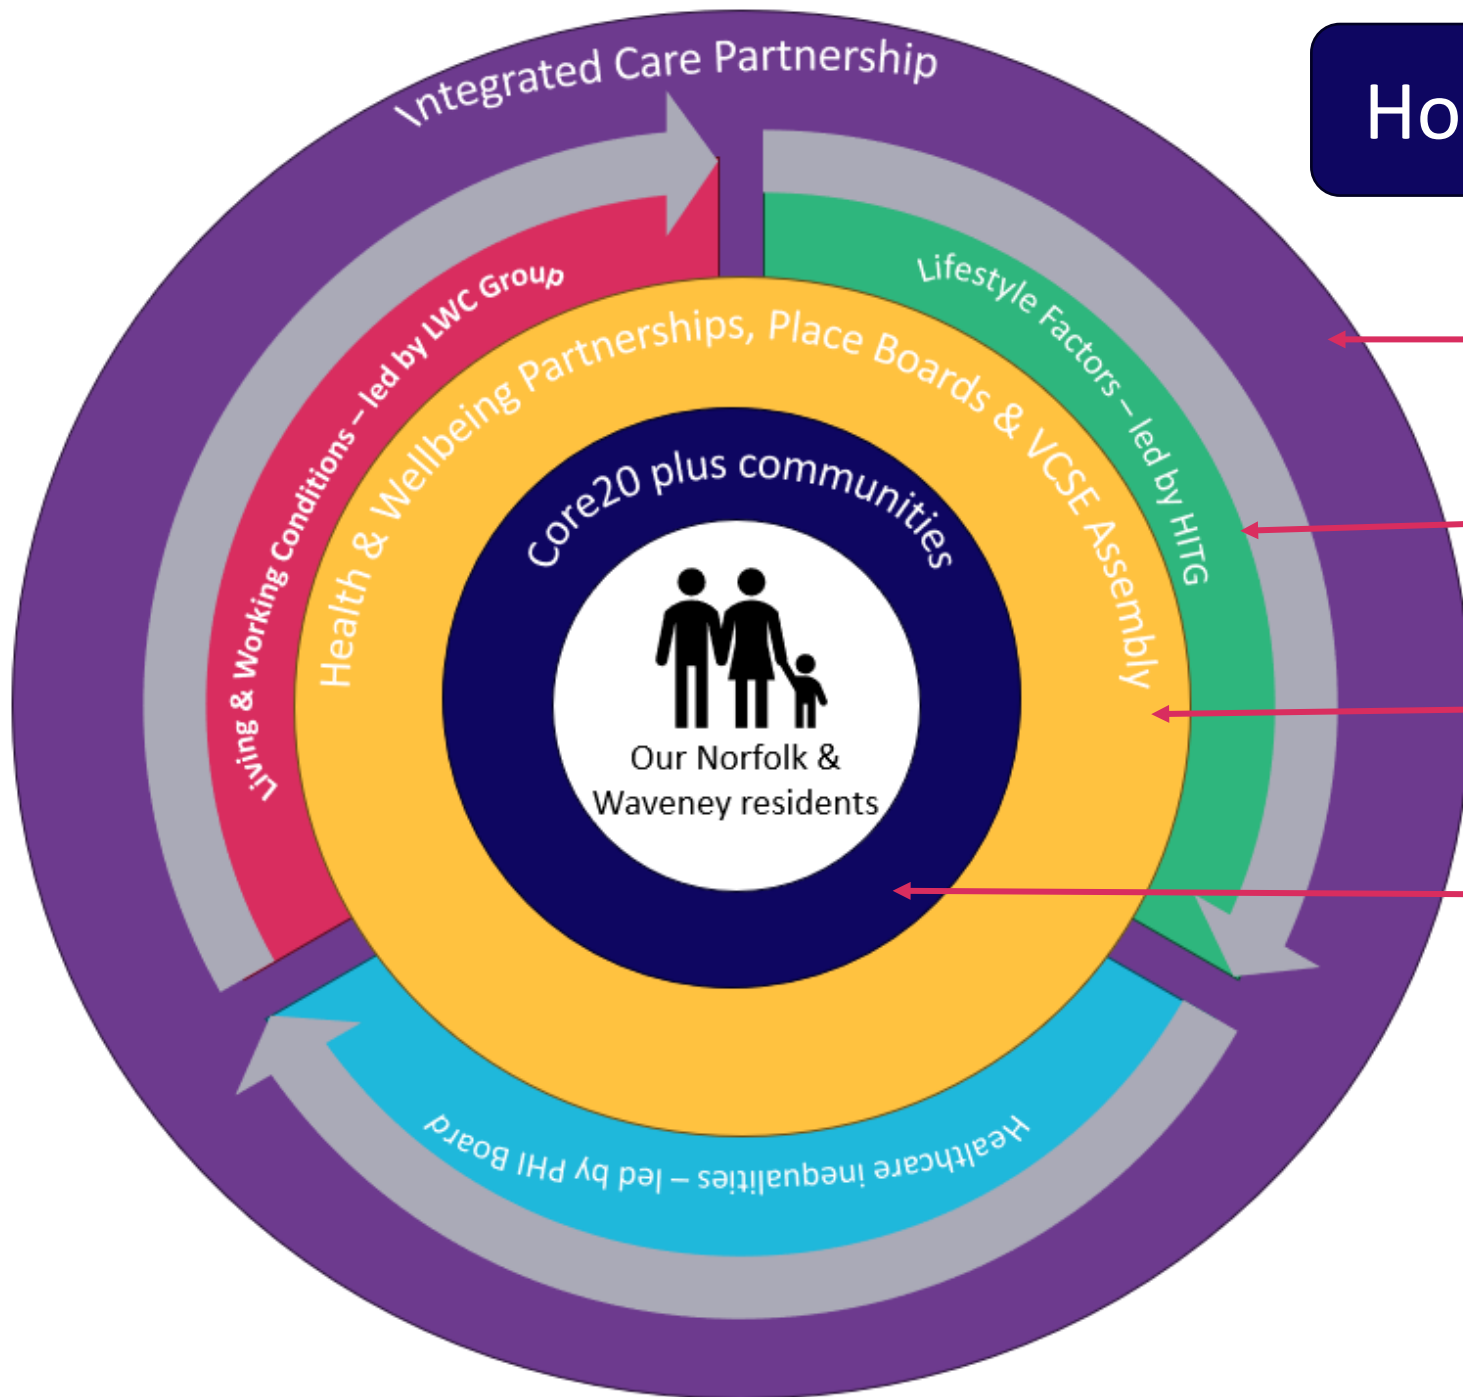 Integrated Care Partnership
Ho
Living & Working Conditions – led by LWC Group
Lifestyle Factors – led by HITG
Health & Wellbeing Partnerships, Place Boards & VCSE Assembly
Core20 plus communities
Our Norfolk &
Waveney residents
Healthcare inequalities – led by PHI Board